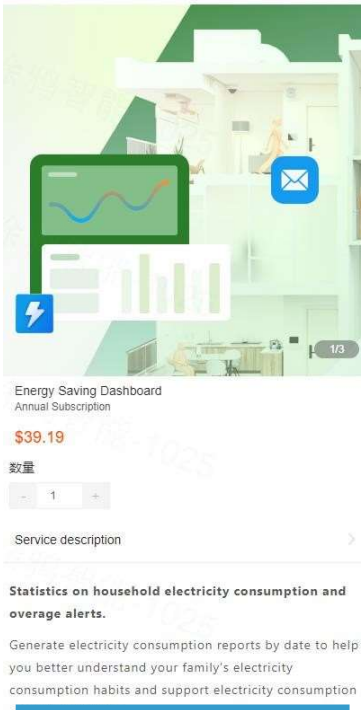 1/3
Energy Saving Dashboard
Annual Subscription
$39.19
数量
- 1 +
Service description
Statistics on household electricity consumption and
overage alerts.
Generate electricity consumption reports by date to help
you better understand your family's electricity
consumption habits and support electricity consumption